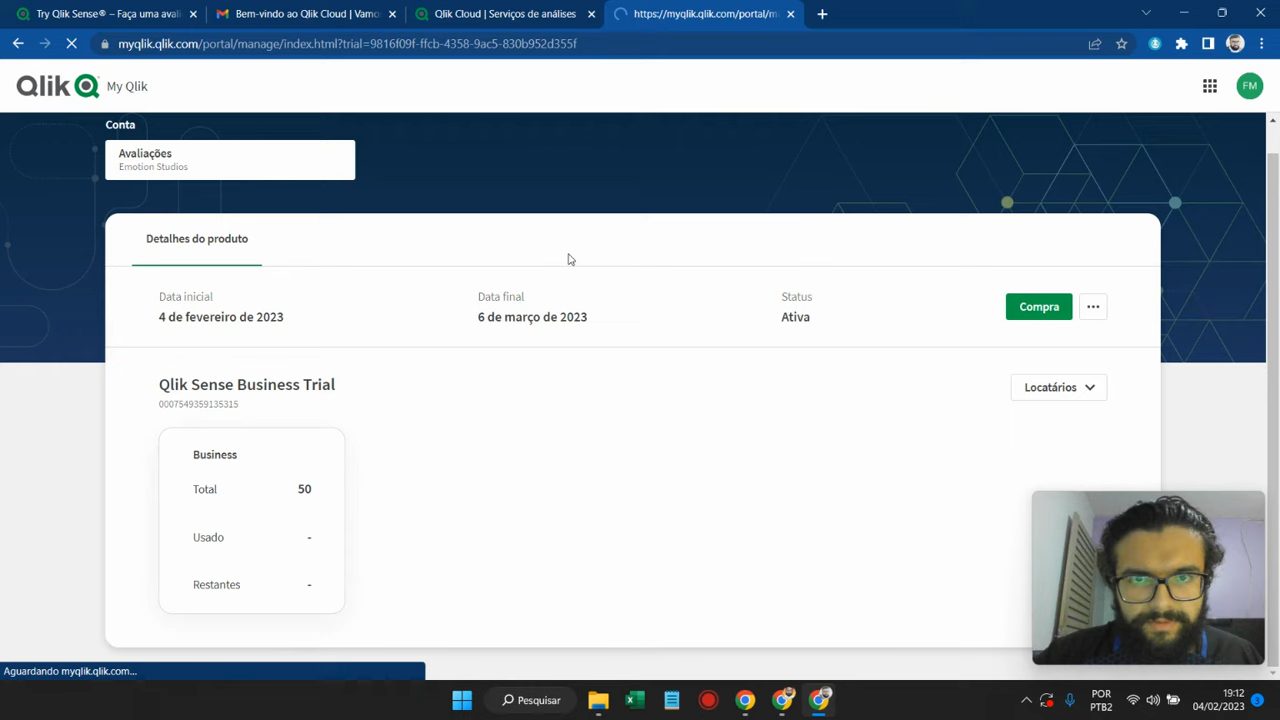 Try Qlik Sense® – Faça uma avali
Bem-vindo ao Qlik Cloud | Vamo
Qlik Cloud | Serviços de análises
https://myqlik.qlik.com/portal/m
myqlik.qlik.com/portal/manage/index.html?trial=9816f09f-ffcb-4358-9ac5-830b952d355f
Qlik My Qlik
FM
Conta
Avaliações
Emotion Studios
Detalhes do produto
Data inicial
4 de fevereiro de 2023
Data final
6 de março de 2023
Status
Ativa
Compra
Qlik Sense Business Trial
0007549359135315
Locatários
Business
Total 50
Usado -
Restantes -
Aguardando myqlik.qlik.com...
Pesquisar
POR
PTB2
19:12
04/02/2023